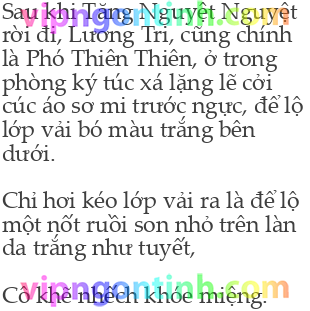 Sau khi Tăng Nguyệt Nguyệt
vipngontinh.com
rời đi, Lương Trì, cũng chính
là Phó Thiên Thiên, ở trong
phòng ký túc xá lặng lẽ cởi
cúc áo sơ mi trước ngực, để lộ
lớp vải bó màu trắng bên
dưới.
Chỉ hơi kéo lớp vải ra là để lộ
một nốt ruồi son nhỏ trên làn
da trắng như tuyết,
vipngontinh.com
Cô khẽ nhếch khóe miệng.